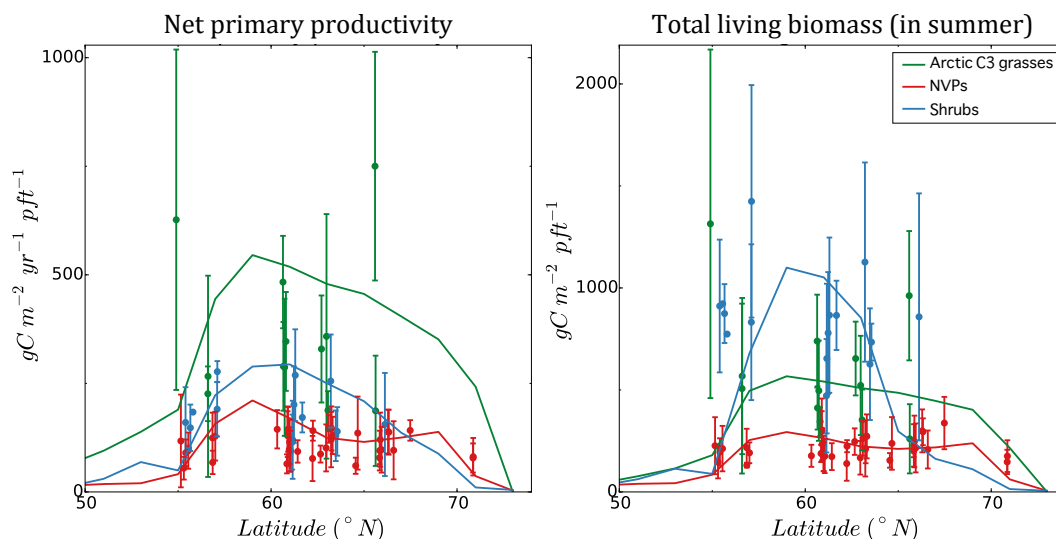 Net primary productivity
Total living biomass (in summer)
1000
500
0
50
60
70
gC m⁻² yr⁻¹ pft⁻¹
Latitude (° N)
2000
1000
0
50
60
70
gC m⁻² pft⁻¹
Latitude (° N)
Arctic C3 grasses
NVPs
Shrubs